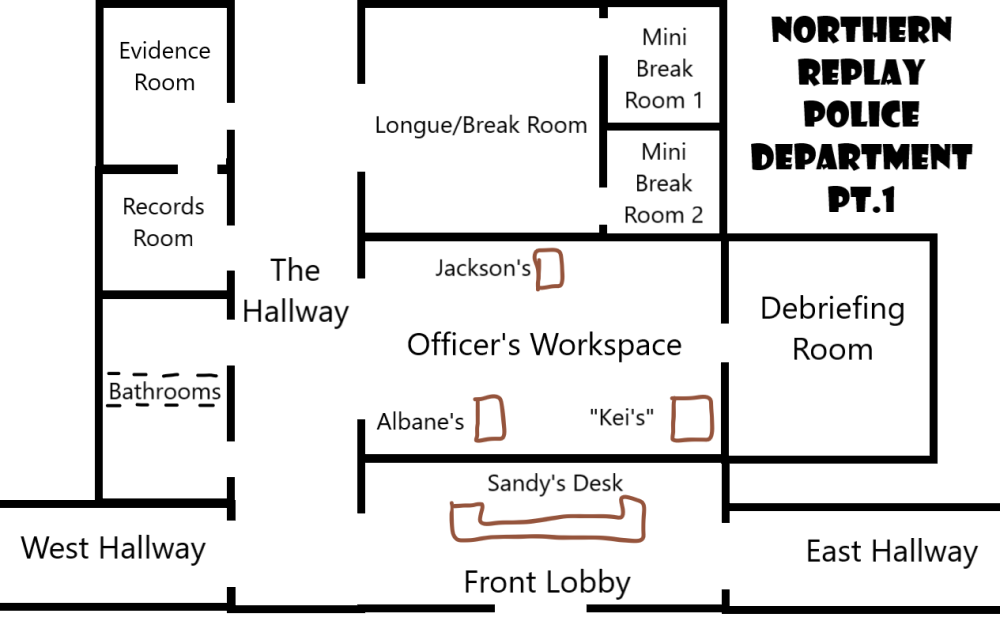 NORTHERN
REPLAY
POLICE
DEPARTMENT
PT.1
Evidence
Room
Longue/Break Room
Mini
Break
Room 1
Mini
Break
Room 2
Records
Room
The
Hallway
Jackson's
Officer's Workspace
Debriefing
Room
Bathrooms
Albane's
"Kei's"
Sandy's Desk
West Hallway
Front Lobby
East Hallway